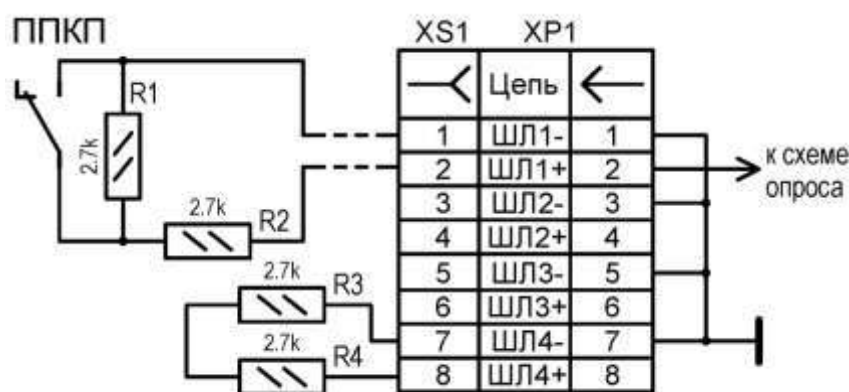 ППКП
XS1 XP1
Цепь
R1
2.7k
1 ШЛ1- 1
2 ШЛ1+ 2
к схеме
опроса
3 ШЛ2- 3
2.7k
R2
4 ШЛ2+ 4
5 ШЛ3- 5
2.7k
R3
6 ШЛ3+ 6
7 ШЛ4- 7
2.7k
R4
8 ШЛ4+ 8